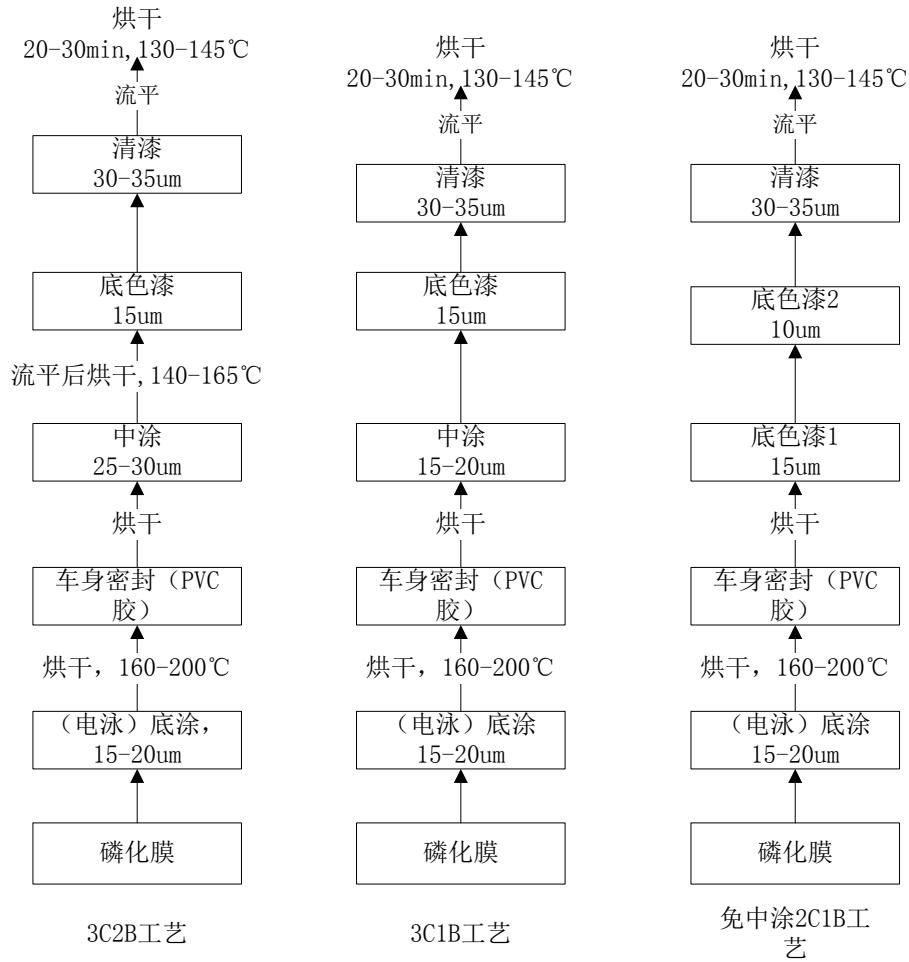 烘干
20-30min,130-145℃
流平
清漆
30-35um
底色漆
15um
流平后烘干,140-165℃
中涂
25-30um
烘干
车身密封（PVC
胶）
烘干，160-200℃
（电泳）底涂，
15-20um
磷化膜
3C2B工艺
烘干
20-30min,130-145℃
流平
清漆
30-35um
底色漆
15um
中涂
15-20um
烘干
车身密封（PVC
胶）
烘干，160-200℃
（电泳）底涂
15-20um
磷化膜
3C1B工艺
烘干
20-30min,130-145℃
流平
清漆
30-35um
底色漆2
10um
底色漆1
15um
烘干
车身密封（PVC
胶）
烘干，160-200℃
（电泳）底涂
15-20um
磷化膜
免中涂2C1B工
艺